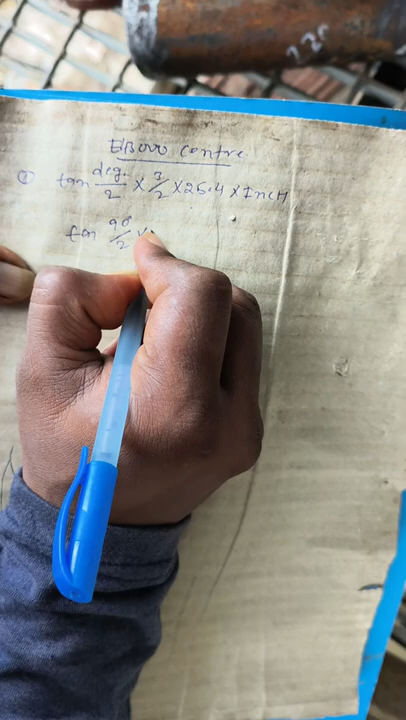 Elbow centre
① tan deg./2 × 3/2 × 25.4 × IncH
tan 90/2 ×